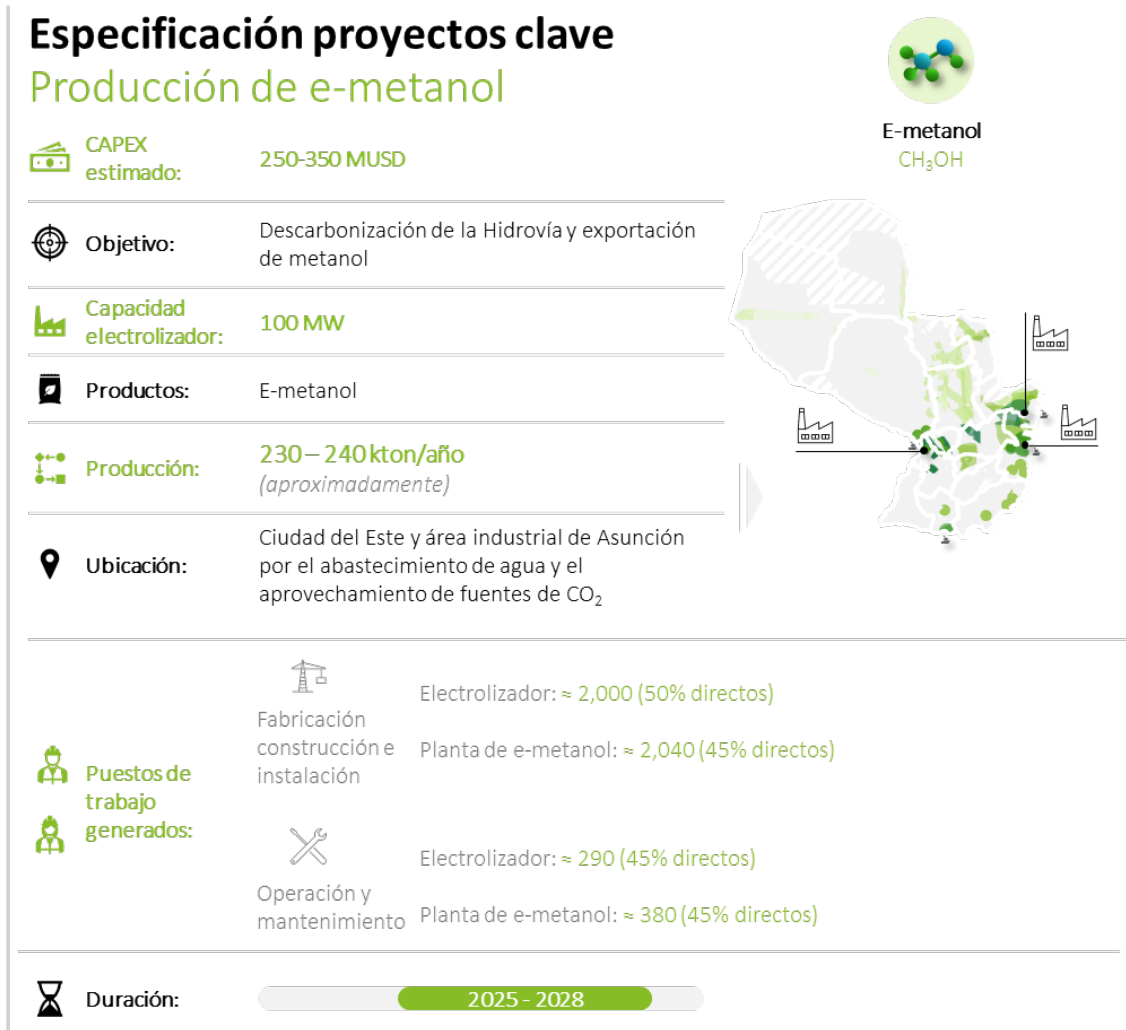 Especificación proyectos clave
Producción de e-metanol
E-metanol
CH₃OH
CAPEX
estimado:
250-350 MUSD
Objetivo:
Descarbonización de la Hidrovía y exportación
de metanol
Capacidad
electrolizador:
100 MW
Productos:
E-metanol
Producción:
230 – 240 kton/año
(aproximadamente)
Ubicación:
Ciudad del Este y área industrial de Asunción
por el abastecimiento de agua y el
aprovechamiento de fuentes de CO₂
Puestos de
trabajo
generados:
Fabricación
construcción e
instalación
Electrolizador: ≈ 2,000 (50% directos)
Planta de e-metanol: ≈ 2,040 (45% directos)
Operación y
mantenimiento
Electrolizador: ≈ 290 (45% directos)
Planta de e-metanol: ≈ 380 (45% directos)
Duración:
2025 - 2028